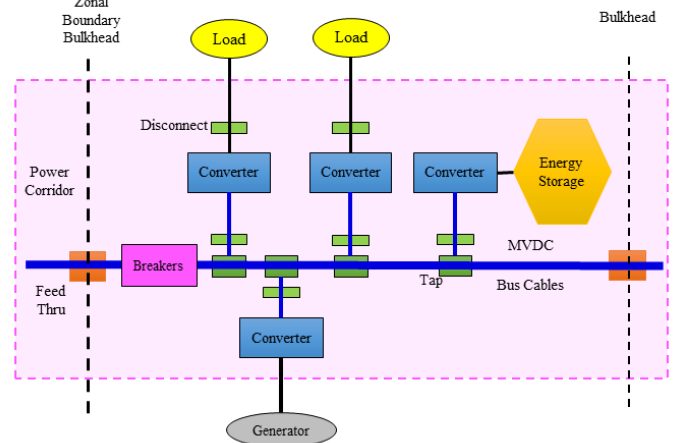 Zonal
Boundary
Bulkhead
Bulkhead
Load
Load
Disconnect
Power
Corridor
Converter
Converter
Converter
Energy
Storage
MVDC
Breakers
Feed
Thru
Tap
Bus Cables
Converter
Generator